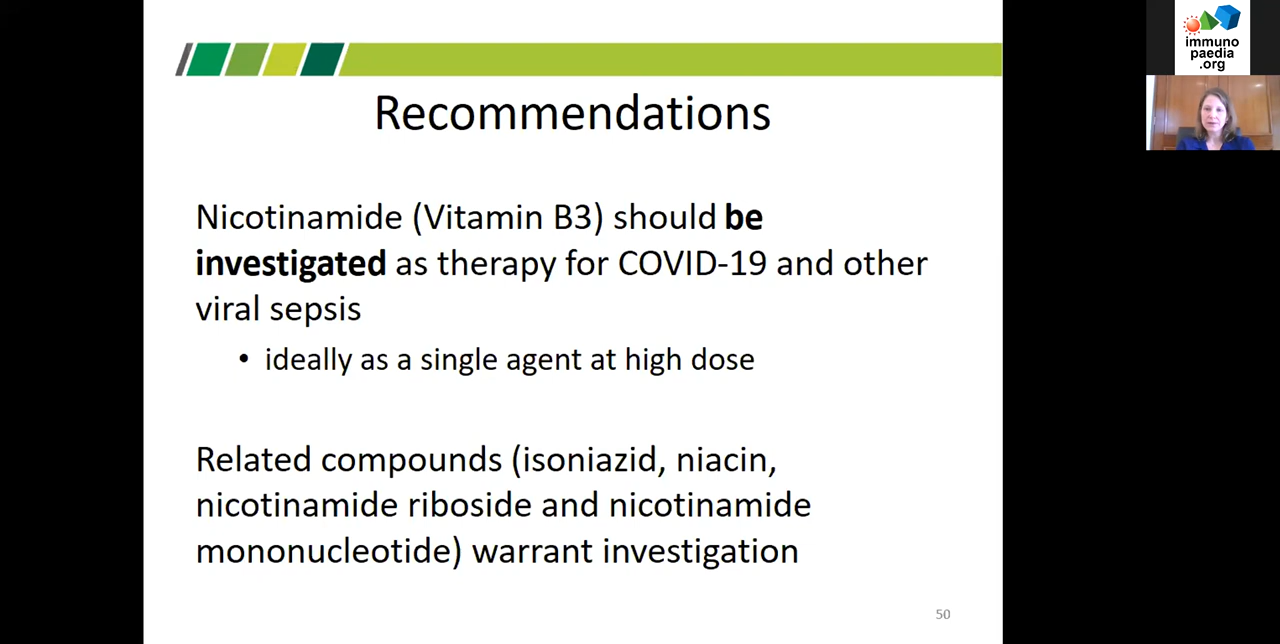 immuno
paedia
.org
Recommendations
Nicotinamide (Vitamin B3) should be
investigated as therapy for COVID-19 and other
viral sepsis
• ideally as a single agent at high dose
Related compounds (isoniazid, niacin,
nicotinamide riboside and nicotinamide
mononucleotide) warrant investigation
50